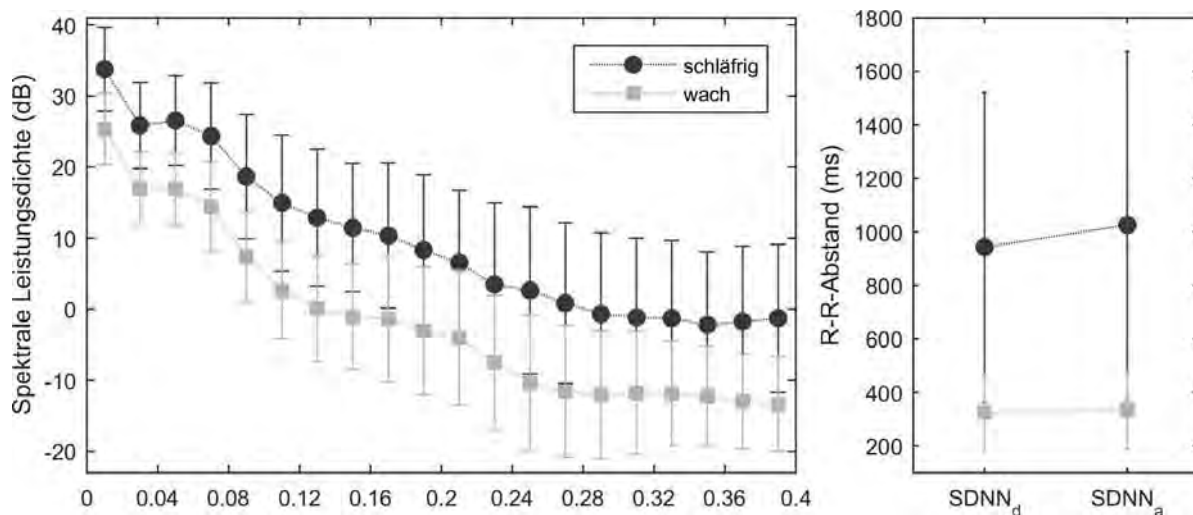 Spektrale Leistungsdichte (dB)
40
30
20
10
0
-10
-20
0 0.04 0.08 0.12 0.16 0.2 0.24 0.28 0.32 0.36 0.4
schläfrig
wach
R-R-Abstand (ms)
1800
1600
1400
1200
1000
800
600
400
200
SDNNd SDNNa